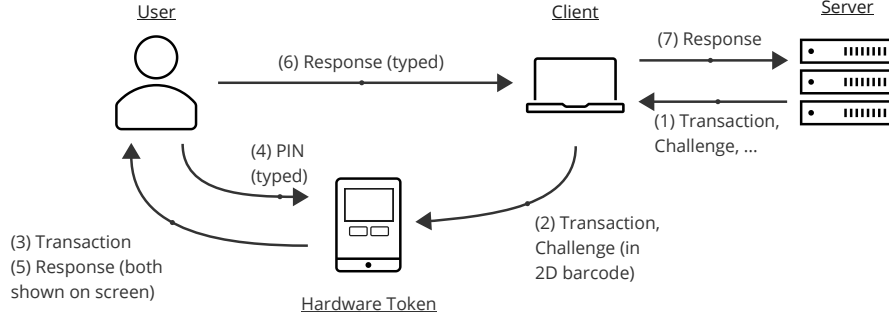 User
Client
Server
(6) Response (typed)
(7) Response
(1) Transaction,
Challenge, ...
(4) PIN
(typed)
(2) Transaction,
Challenge (in
2D barcode)
(3) Transaction
(5) Response (both
shown on screen)
Hardware Token